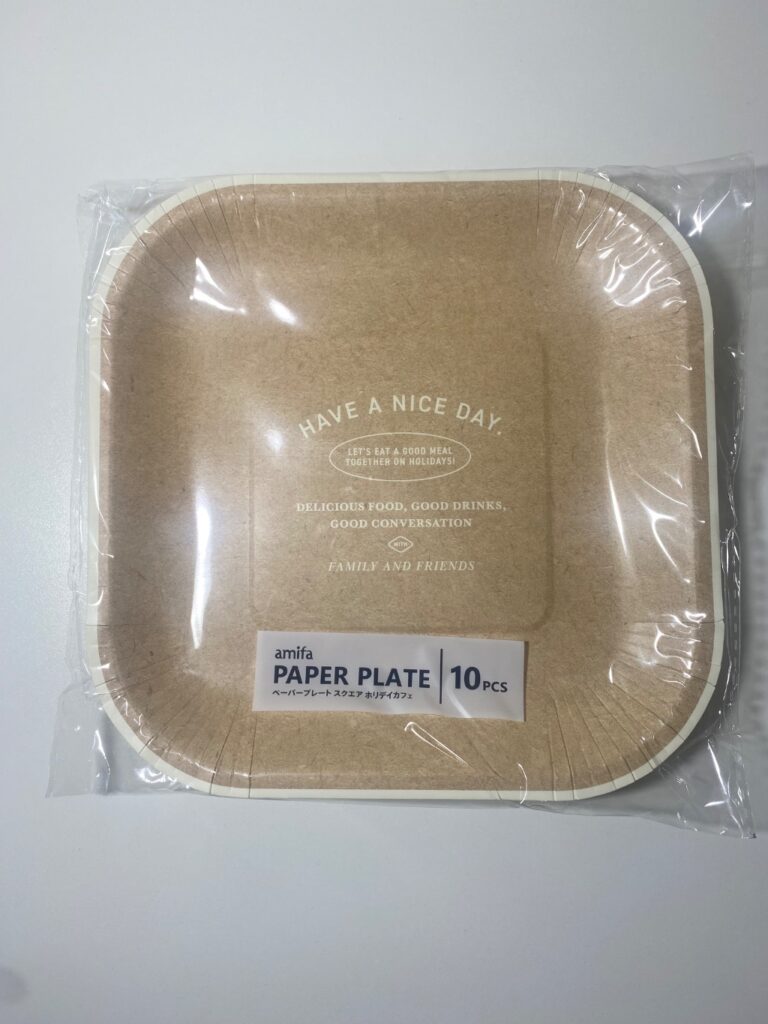 HAVE A NICE DAY.
LET'S EAT A GOOD MEAL
TOGETHER ON HOLIDAYS!
DELICIOUS FOOD, GOOD DRINKS,
GOOD CONVERSATION
WITH
FAMILY AND FRIENDS
amifa
PAPER PLATE 10PCS
ペーパープレート スクエア ホリデイカフェ